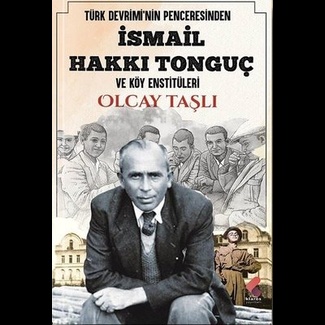 TÜRK DEVRİMİ'NİN PENCERESİNDEN
İSMAİL
HAKKI TONGUÇ
VE KÖY ENSTİTÜLERİ
OLCAY TAŞLI